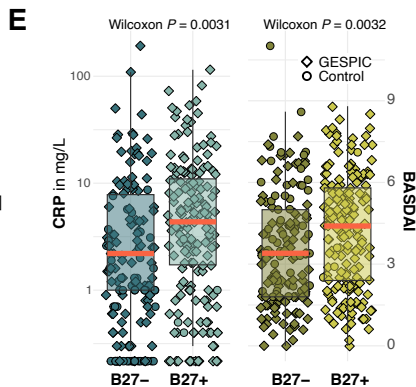 E
Wilcoxon P = 0.0031
Wilcoxon P = 0.0032
GESPIC
Control
CRP in mg/L
100
10
1
BASDAI
9
6
3
0
B27–
B27+
B27–
B27+